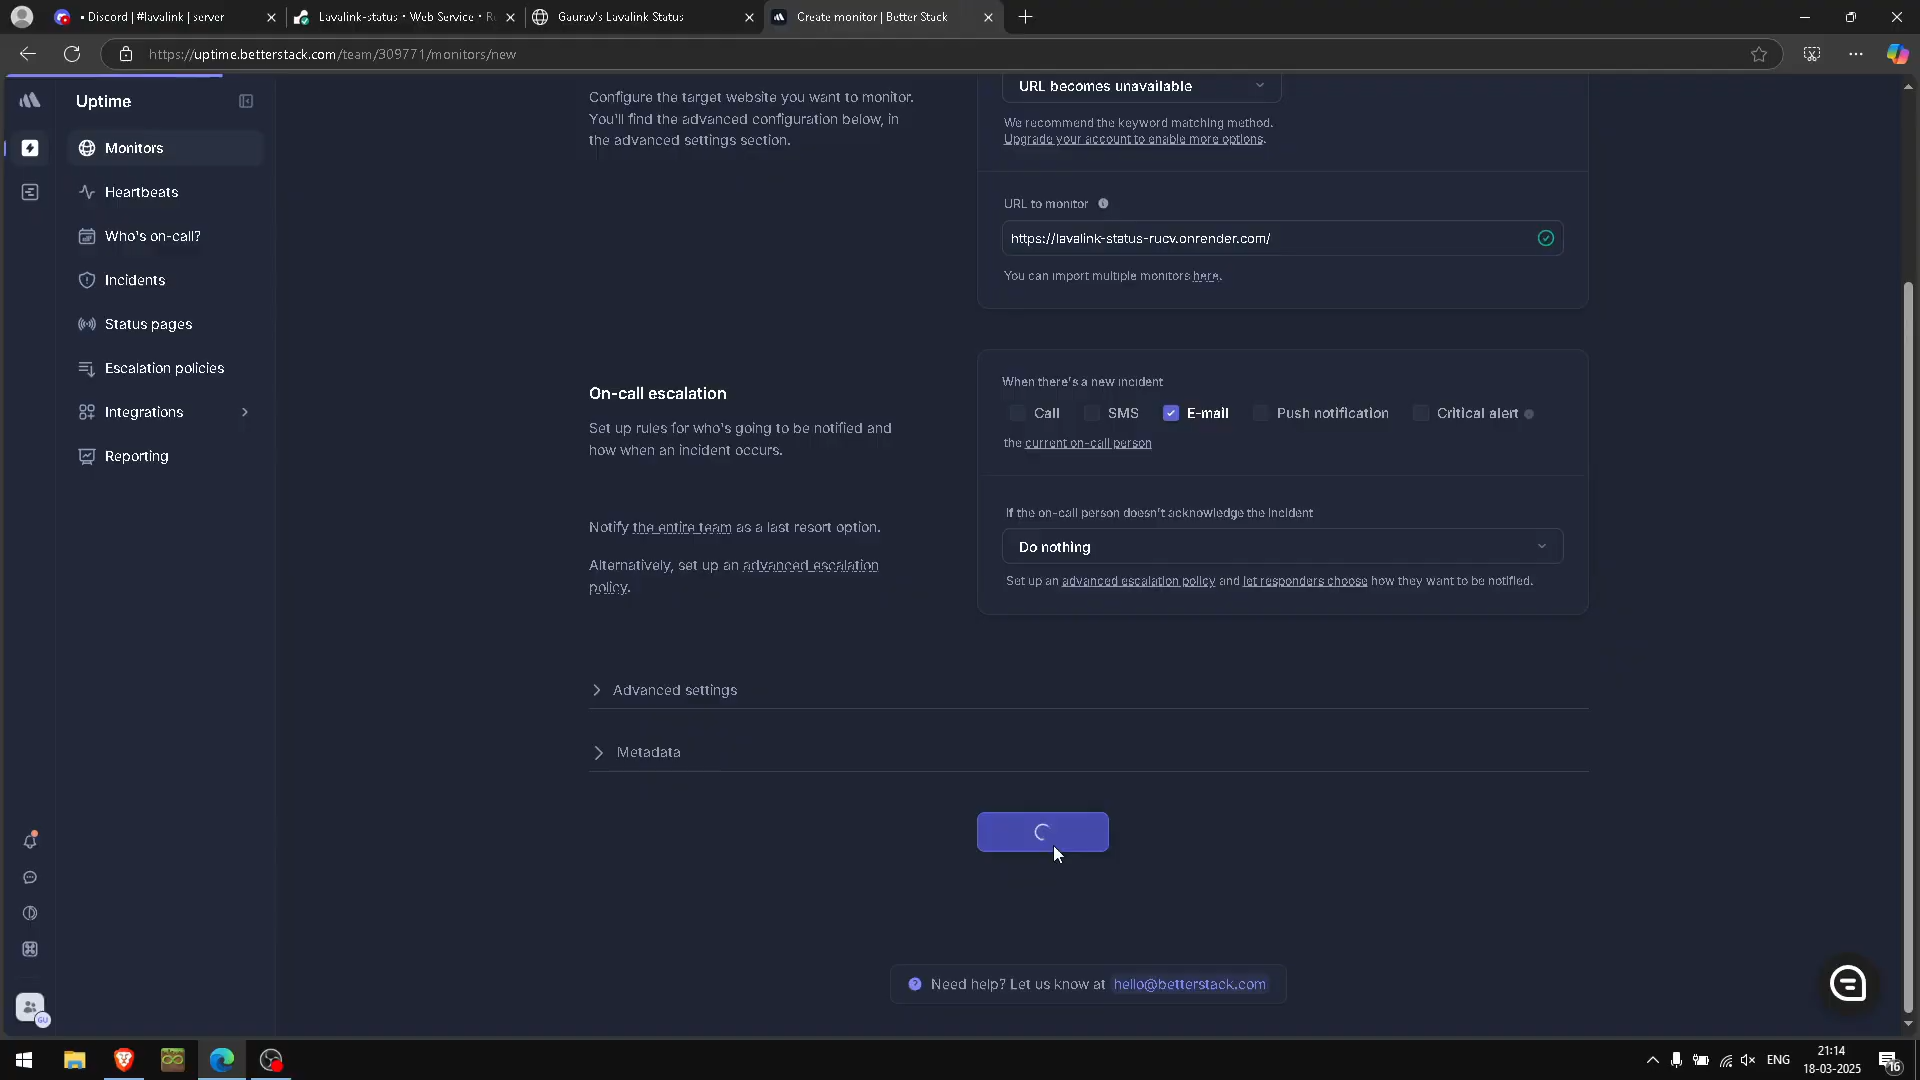 • Discord | #lavalink | server
Lavalink-status • Web Service • R
Gaurav's Lavalink Status
Create monitor | Better Stack
https://uptime.betterstack.com/team/309771/monitors/new
Uptime
Monitors
Heartbeats
Who's on-call?
Incidents
Status pages
Escalation policies
Integrations
Reporting
Configure the target website you want to monitor.
You'll find the advanced configuration below, in
the advanced settings section.
URL becomes unavailable
We recommend the keyword matching method.
Upgrade your account to enable more options.
URL to monitor
https://lavalink-status-rucv.onrender.com/
You can import multiple monitors here.
On-call escalation
Set up rules for who's going to be notified and
how when an incident occurs.
Notify the entire team as a last resort option.
Alternatively, set up an advanced escalation
policy.
When there's a new incident
Call
SMS
E-mail
Push notification
Critical alert
the current on-call person
If the on-call person doesn't acknowledge the incident
Do nothing
Set up an advanced escalation policy and let responders choose how they want to be notified.
Advanced settings
Metadata
Need help? Let us know at hello@betterstack.com
GU
ENG
21:14
18-03-2025
16